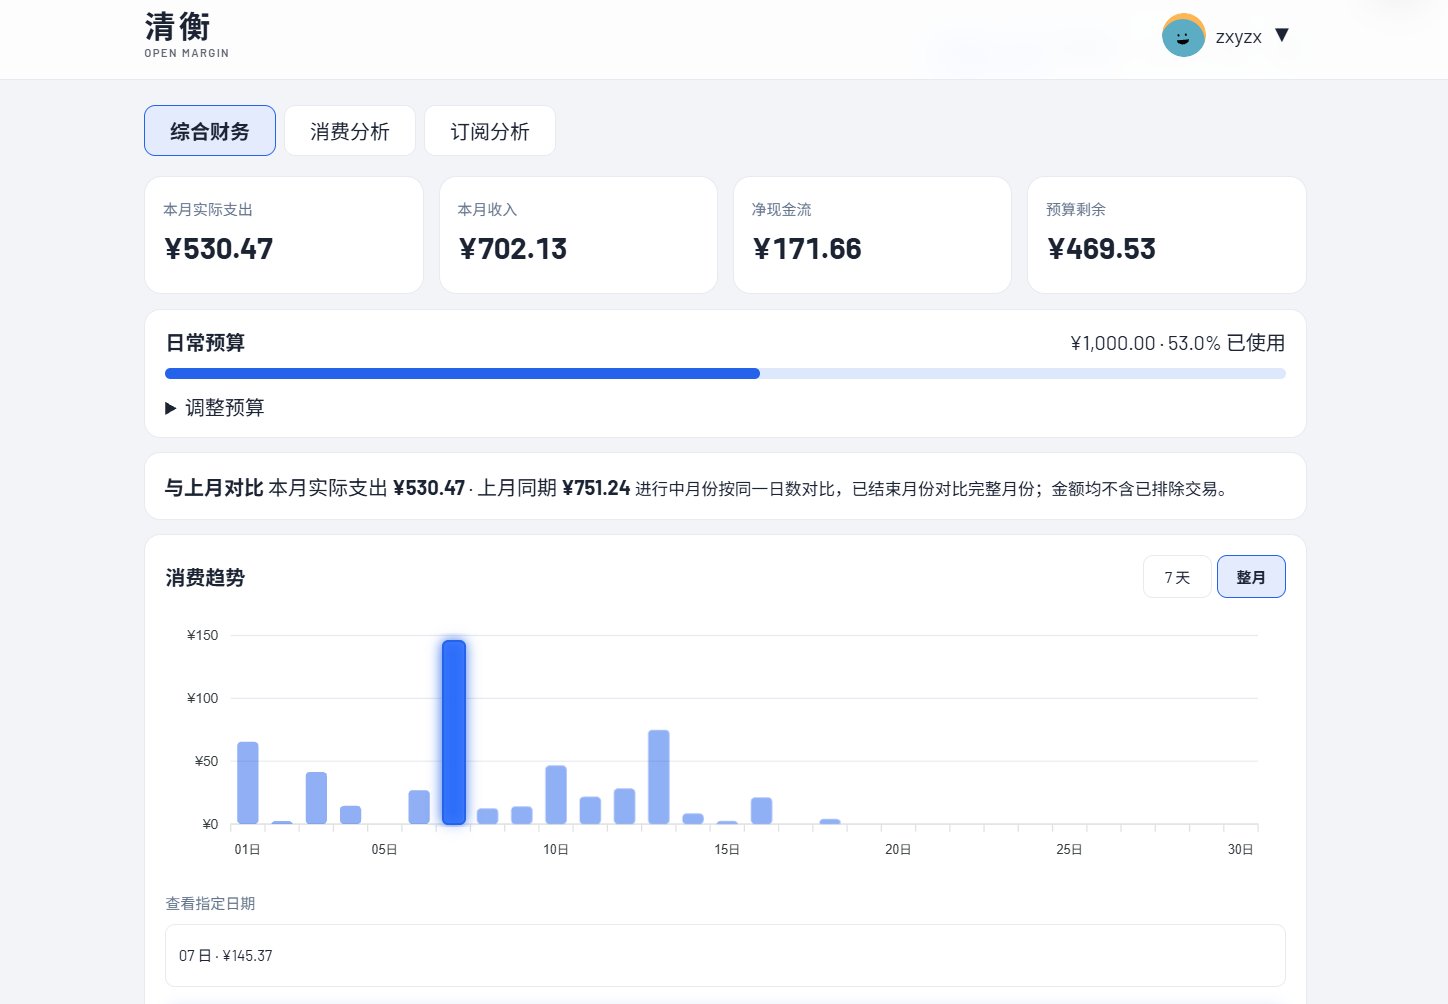 清衡
OPEN MARGIN
zxyzx ▼
综合财务 消费分析 订阅分析
本月实际支出 本月收入 净现金流 预算剩余
¥530.47 ¥702.13 ¥171.66 ¥469.53
日常预算 ¥1,000.00 · 53.0% 已使用
▶ 调整预算
与上月对比 本月实际支出 ¥530.47 · 上月同期 ¥751.24 进行中月份按同一日数对比，已结束月份对比完整月份；金额均不含已排除交易。
消费趋势 7 天 整月
¥150
¥100
¥50
¥0
01日 05日 10日 15日 20日 25日 30日
查看指定日期
07 日 · ¥145.37